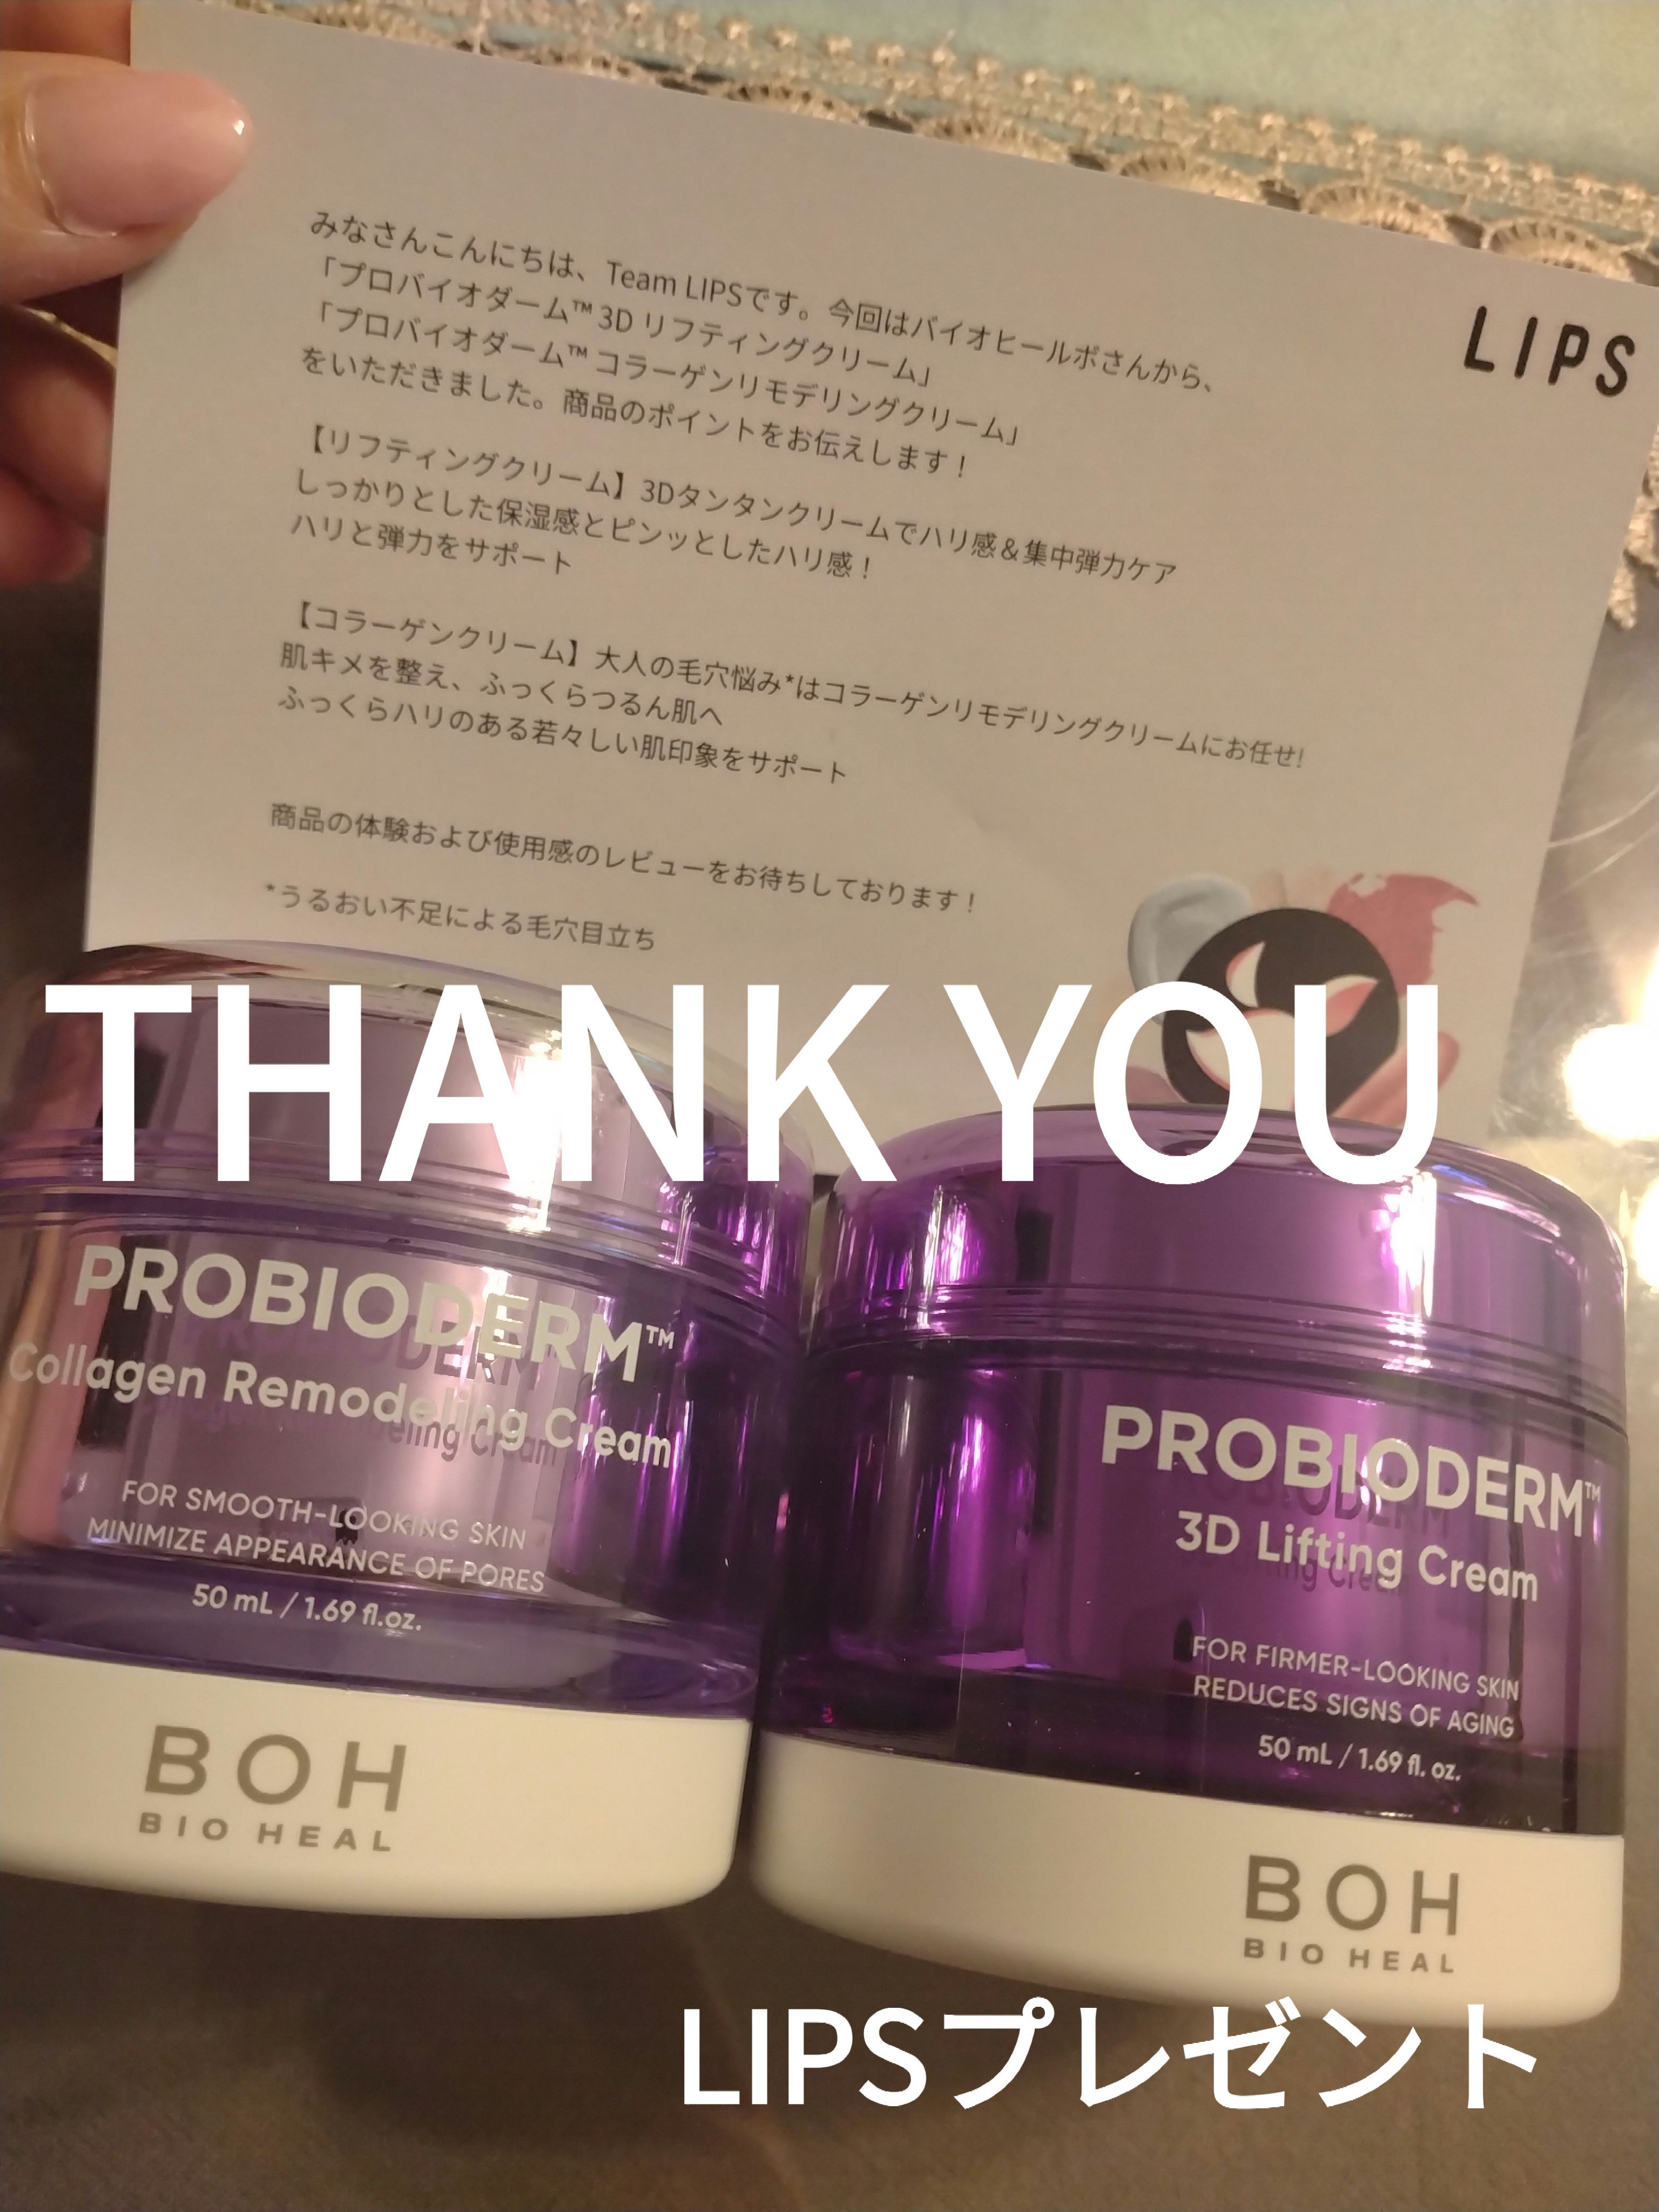 LIPS
みなさんこんにちは、Team LIPSです。今回はバイオヒールボさんから、
「プロバイオダーム™ 3D リフティングクリーム」
「プロバイオダーム™ コラーゲンリモデリングクリーム」
をいただきました。商品のポイントをお伝えします！
【リフティングクリーム】3Dタンタンクリームでハリ感＆集中弾力ケア
しっかりとした保湿感とピンッとしたハリ感！
ハリと弾力をサポート
【コラーゲンクリーム】大人の毛穴悩み*はコラーゲンリモデリングクリームにお任せ!
肌キメを整え、ふっくらつるん肌へ
ふっくらハリのある若々しい肌印象をサポート
商品の体験および使用感のレビューをお待ちしております！
*うるおい不足による毛穴目立ち
THANK YOU
PROBIODERM™
Collagen Remodeling Cream
FOR SMOOTH-LOOKING SKIN
MINIMIZE APPEARANCE OF PORES
50 mL / 1.69 fl.oz.
BOH
BIO HEAL
PROBIODERM™
3D Lifting Cream
FOR FIRMER-LOOKING SKIN
REDUCES SIGNS OF AGING
50 mL / 1.69 fl. oz.
BOH
BIO HEAL
LIPSプレゼント